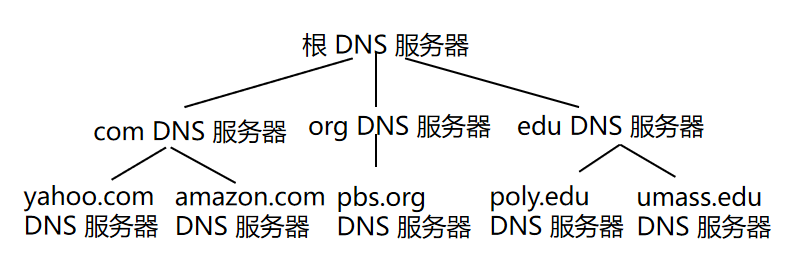 根 DNS 服务器
com DNS 服务器
org DNS 服务器
edu DNS 服务器
yahoo.com
DNS 服务器
amazon.com
DNS 服务器
pbs.org
DNS 服务器
poly.edu
DNS 服务器
umass.edu
DNS 服务器